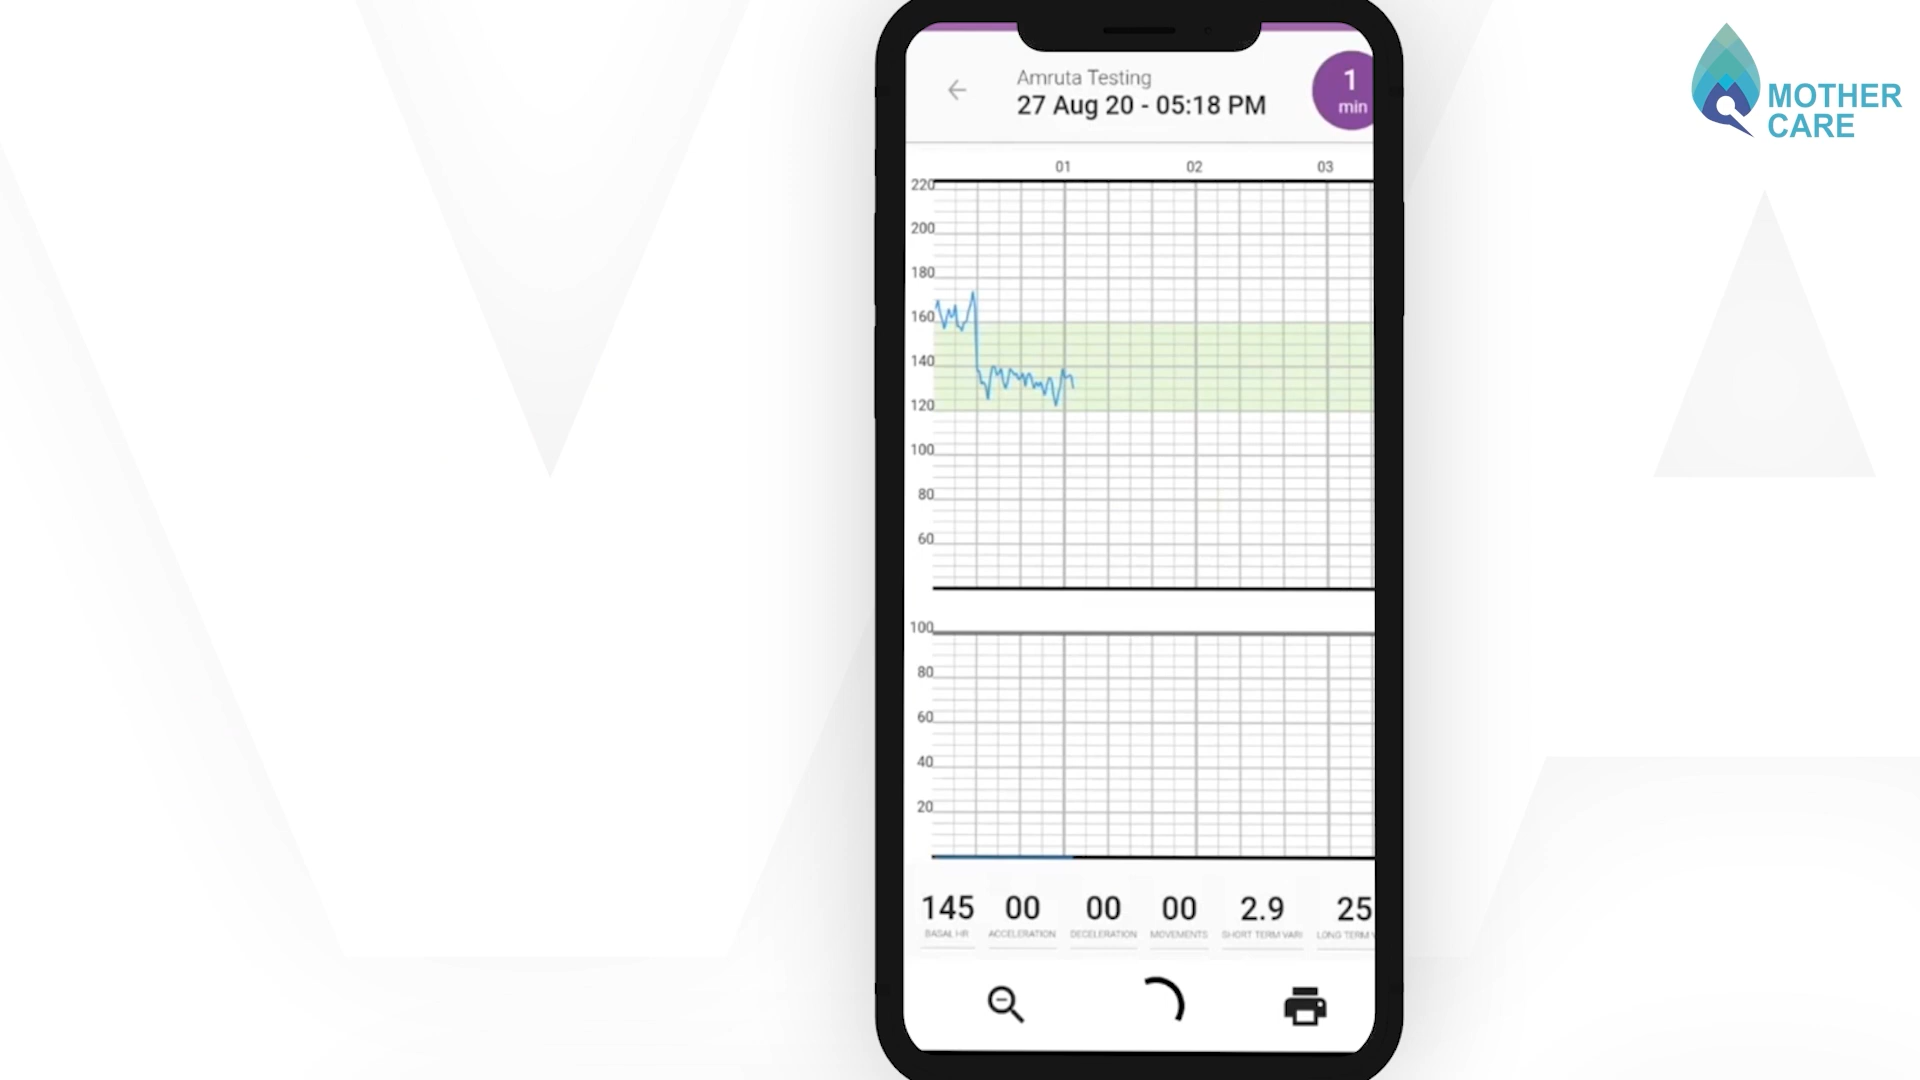 MOTHER
CARE
Amruta Testing
27 Aug 20 - 05:18 PM
1
min
01 02 03
220
200
180
160
140
120
100
80
60
100
80
60
40
20
145 00 00 00 2.9 25
BASAL HR ACCELERATION DECELERATION MOVEMENTS SHORT TERM VARI LONG TERM